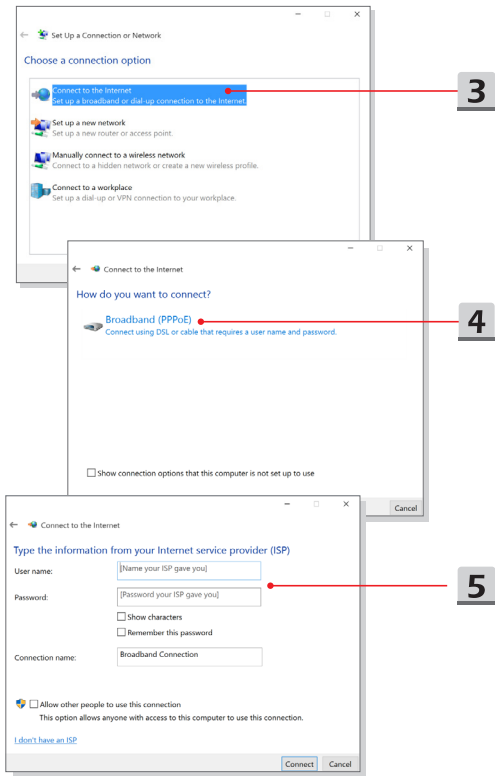 Set Up a Connection or Network
Choose a connection option
Connect to the Internet
Set up a broadband or dial-up connection to the Internet.
3
Set up a new network
Set up a new router or access point.
Manually connect to a wireless network
Connect to a hidden network or create a new wireless profile.
Connect to a workplace
Set up a dial-up or VPN connection to your workplace.
Connect to the Internet
How do you want to connect?
Broadband (PPPoE)
4
Connect using DSL or cable that requires a user name and password.
Show connection options that this computer is not set up to use
Cancel
Connect to the Internet
Type the information from your Internet service provider (ISP)
User name: [Name your ISP gave you]
5
Password: [Password your ISP gave you]
Show characters
Remember this password
Connection name: Broadband Connection
Allow other people to use this connection
This option allows anyone with access to this computer to use this connection.
I don't have an ISP
Connect Cancel